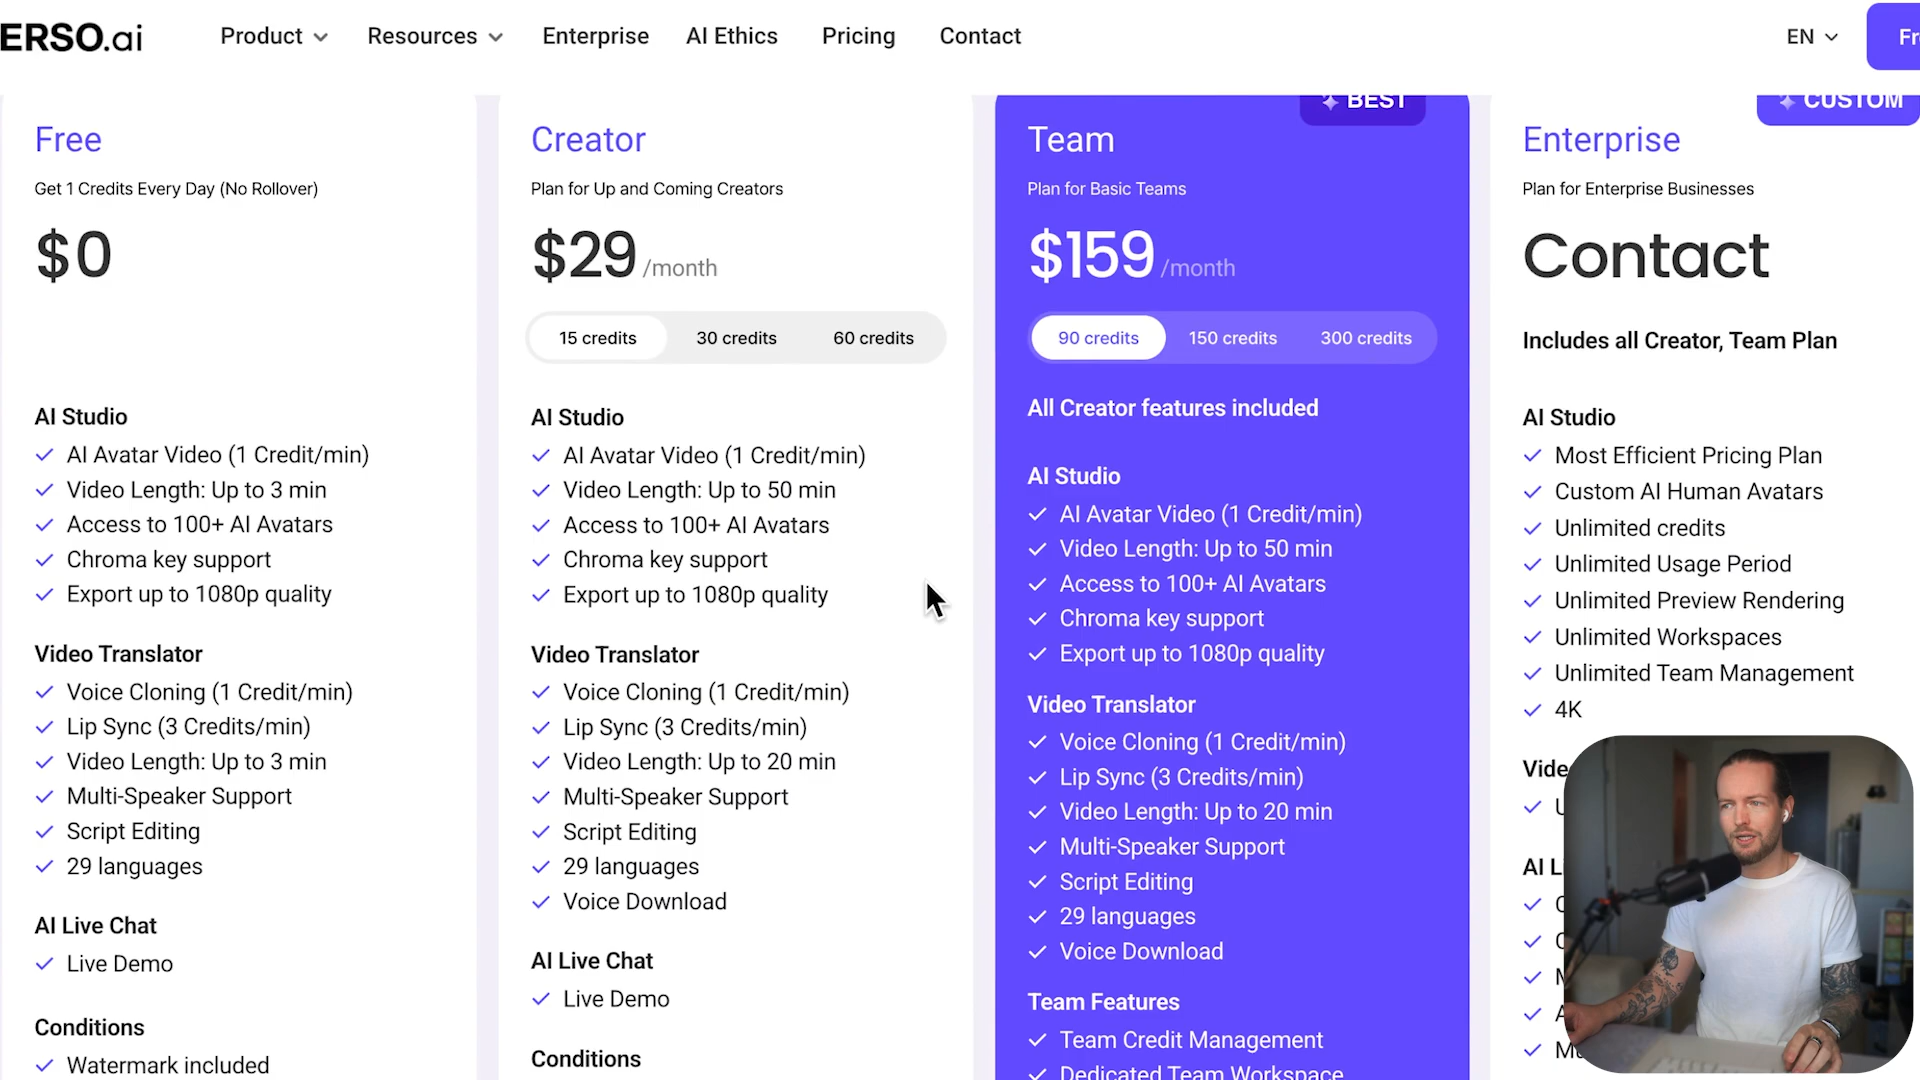 ERSO.ai
Product
Resources
Enterprise
AI Ethics
Pricing
Contact
EN
Free
Get 1 Credits Every Day (No Rollover)
$0
AI Studio
AI Avatar Video (1 Credit/min)
Video Length: Up to 3 min
Access to 100+ AI Avatars
Chroma key support
Export up to 1080p quality
Video Translator
Voice Cloning (1 Credit/min)
Lip Sync (3 Credits/min)
Video Length: Up to 3 min
Multi-Speaker Support
Script Editing
29 languages
AI Live Chat
Live Demo
Conditions
Watermark included
Creator
Plan for Up and Coming Creators
$29 /month
15 credits
30 credits
60 credits
AI Studio
AI Avatar Video (1 Credit/min)
Video Length: Up to 50 min
Access to 100+ AI Avatars
Chroma key support
Export up to 1080p quality
Video Translator
Voice Cloning (1 Credit/min)
Lip Sync (3 Credits/min)
Video Length: Up to 20 min
Multi-Speaker Support
Script Editing
29 languages
Voice Download
AI Live Chat
Live Demo
Conditions
BEST
Team
Plan for Basic Teams
$159 /month
90 credits
150 credits
300 credits
All Creator features included
AI Studio
AI Avatar Video (1 Credit/min)
Video Length: Up to 50 min
Access to 100+ AI Avatars
Chroma key support
Export up to 1080p quality
Video Translator
Voice Cloning (1 Credit/min)
Lip Sync (3 Credits/min)
Video Length: Up to 20 min
Multi-Speaker Support
Script Editing
29 languages
Voice Download
Team Features
Team Credit Management
Dedicated Team Workspace
CUSTOM
Enterprise
Plan for Enterprise Businesses
Contact
Includes all Creator, Team Plan
AI Studio
Most Efficient Pricing Plan
Custom AI Human Avatars
Unlimited credits
Unlimited Usage Period
Unlimited Preview Rendering
Unlimited Workspaces
Unlimited Team Management
4K